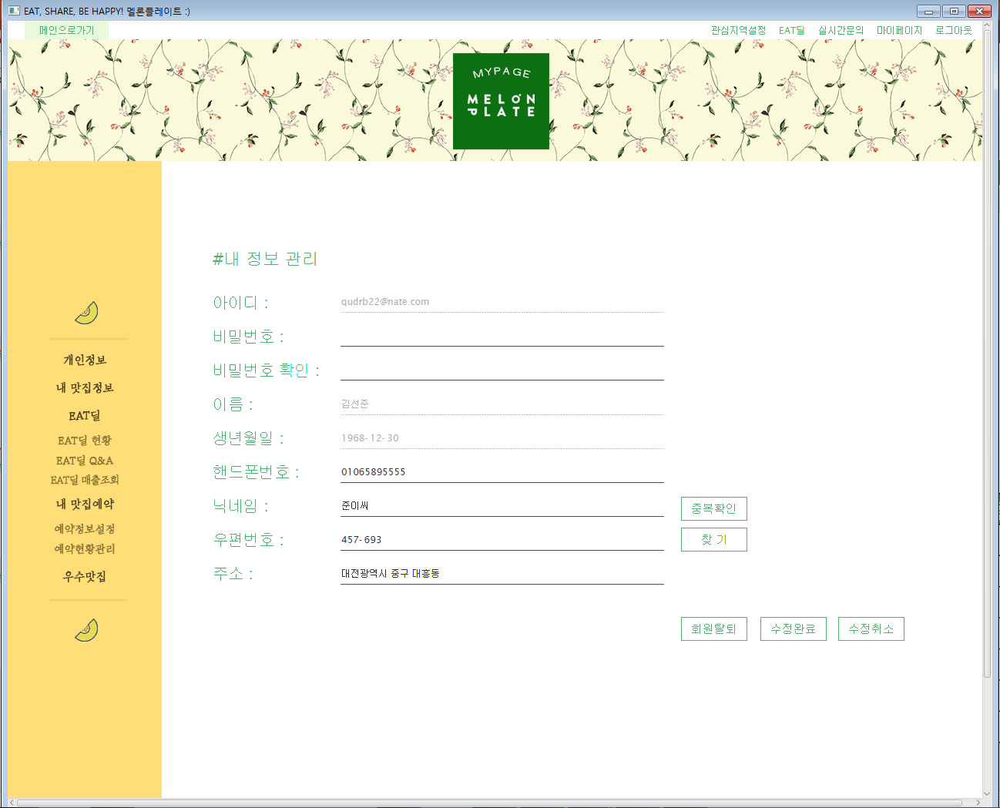 EAT, SHARE, BE HAPPY! 멜론플레이트 :)
메인으로가기
관심지역설정 EAT딜 실시간문의 마이페이지 로그아웃
MYPAGE
MELON
PLATE
개인정보
내 맛집정보
EAT딜
EAT딜 현황
EAT딜 Q&A
EAT딜 매출조회
내 맛집예약
예약정보설정
예약현황관리
우수맛집
#내 정보 관리
아이디 : qudrb22@nate.com
비밀번호 :
비밀번호 확인 :
이름 : 김선준
생년월일 : 1968-12-30
핸드폰번호 : 01065895555
닉네임 : 준이씨 중복확인
우편번호 : 457-693 찾 기
주소 : 대전광역시 중구 대흥동
회원탈퇴 수정완료 수정취소